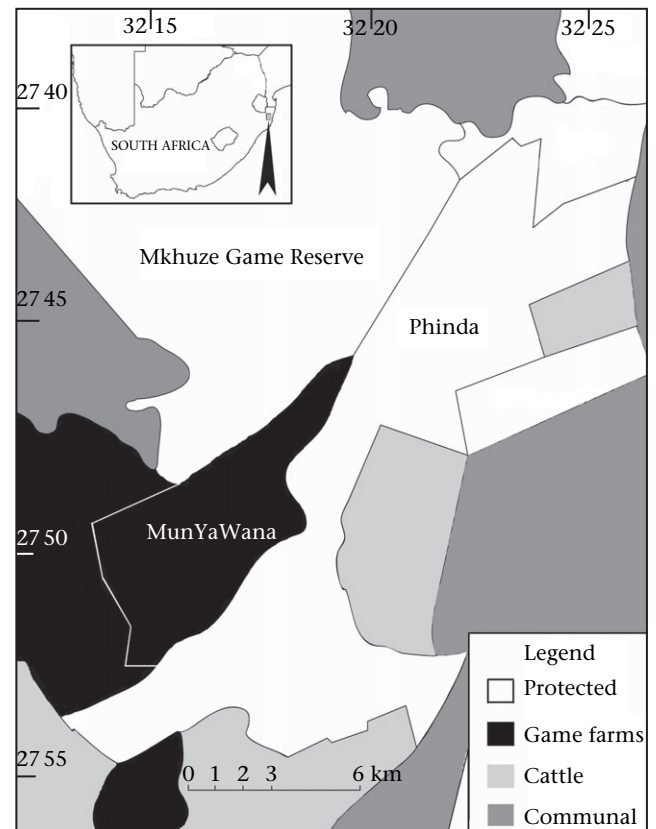 32 15 32 20 32 25
27 40
SOUTH AFRICA
Mkhuze Game Reserve
27 45
Phinda
27 50
MunYaWana
Legend
Protected
Game farms
27 55
0 1 2 3 6 km
Cattle
Communal